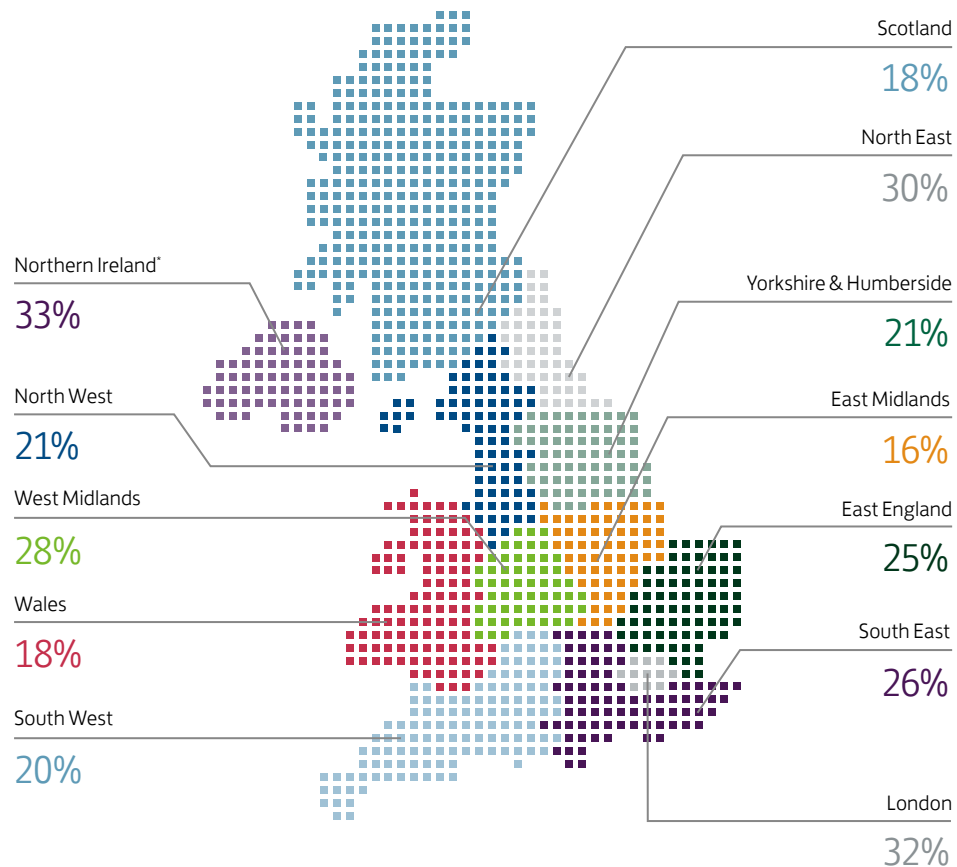 Scotland
18%
North East
30%
Northern Ireland*
33%
Yorkshire & Humberside
21%
North West
21%
East Midlands
16%
West Midlands
28%
East England
25%
Wales
18%
South East
26%
South West
20%
London
32%